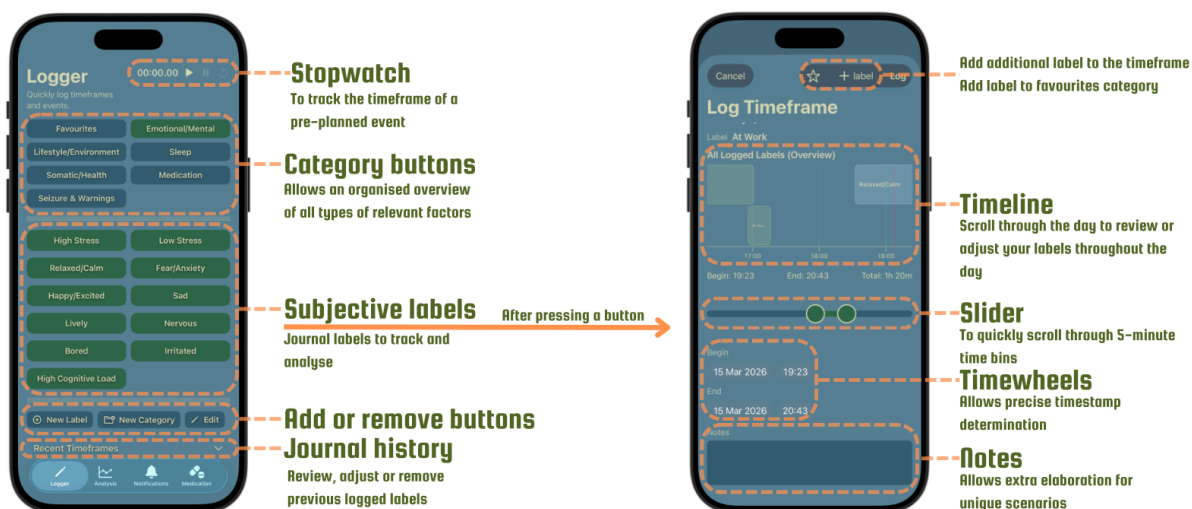 Logger
00:00.00
Quickly log timeframes
and events.
Favourites
Emotional/Mental
Lifestyle/Environment
Sleep
Somatic/Health
Medication
Seizure & Warnings
High Stress
Low Stress
Relaxed/Calm
Fear/Anxiety
Happy/Excited
Sad
Lively
Nervous
Bored
Irritated
High Cognitive Load
New Label
New Category
Edit
Recent Timeframes
Logger
Analysis
Notifications
Medication
Stopwatch
To track the timeframe of a
pre-planned event
Category buttons
Allows an organised overview
of all types of relevant factors
Subjective labels
Journal labels to track and
analyse
After pressing a button
Add or remove buttons
Journal history
Review, adjust or remove
previous logged labels
Cancel
+ label
Log
Log Timeframe
Label At Work
All Logged Labels (Overview)
Relaxed/Calm
17:00
18:00
19:00
Begin: 19:23
End: 20:43
Total: 1h 20m
Begin
15 Mar 2026
19:23
End
15 Mar 2026
20:43
Notes
Add additional label to the timeframe
Add label to favourites category
Timeline
Scroll through the day to review or
adjust your labels throughout the
day
Slider
To quickly scroll through 5-minute
time bins
Timewheels
Allows precise timestamp
determination
Notes
Allows extra elaboration for
unique scenarios